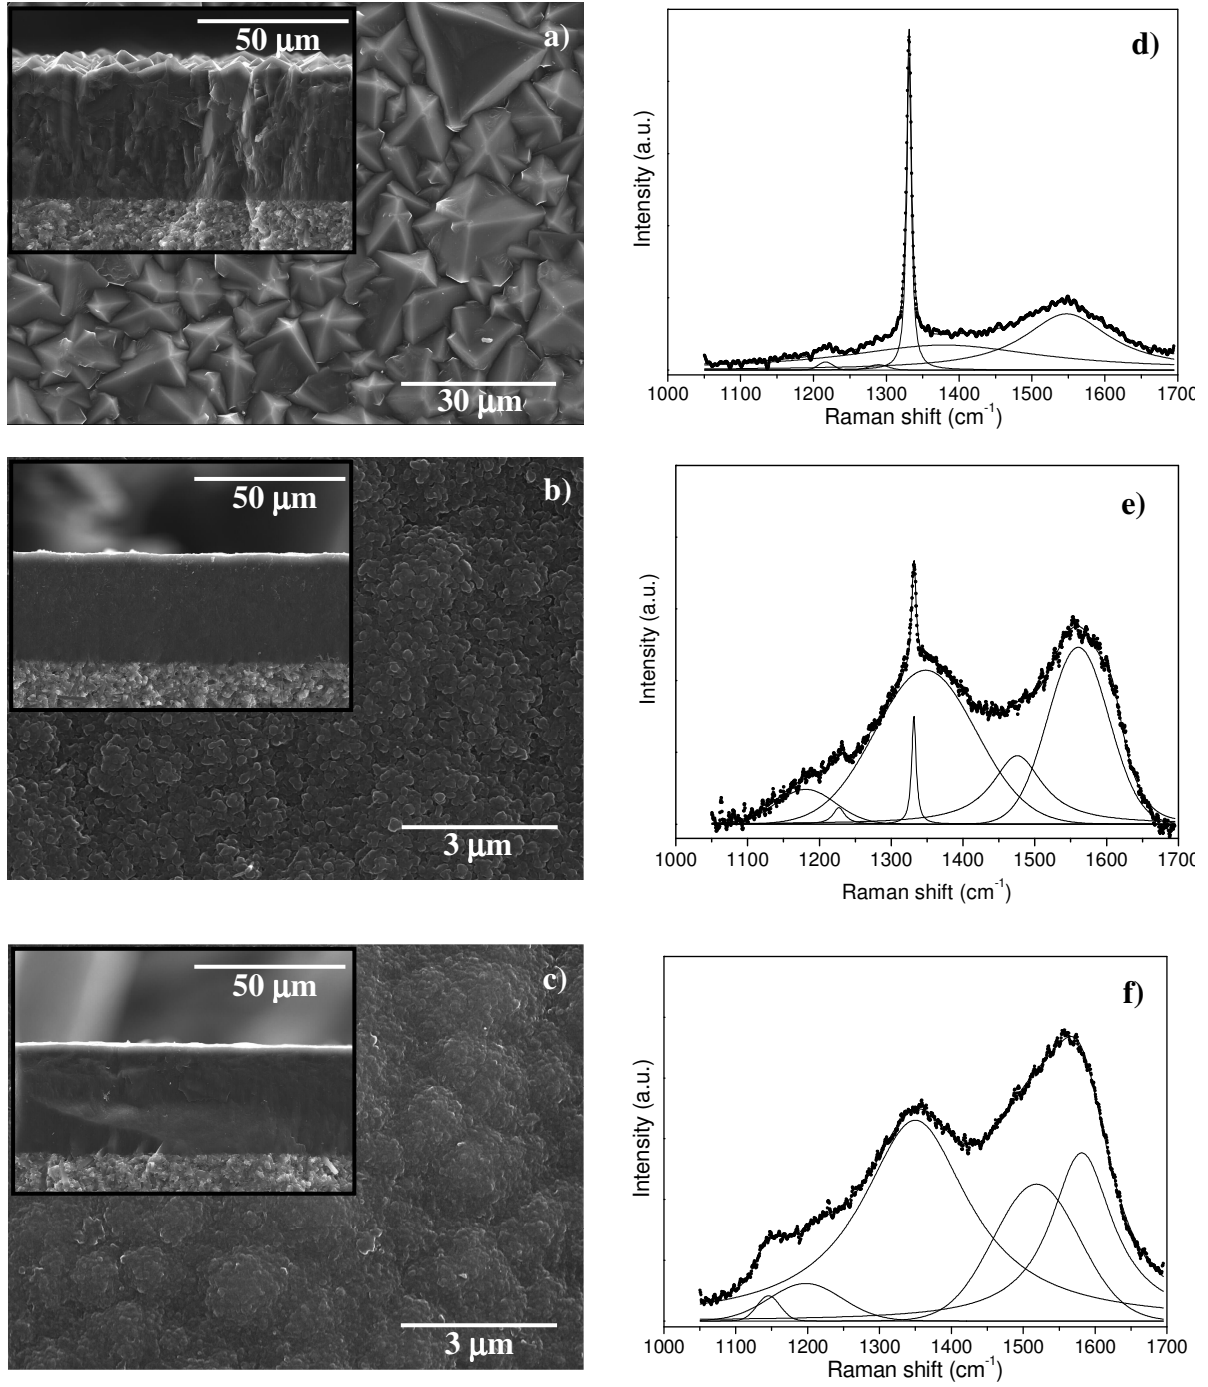 50 μm
a)
30 μm
d)
Intensity (a.u.)
1000 1100 1200 1300 1400 1500 1600 1700
Raman shift (cm-1)
50 μm
b)
3 μm
e)
Intensity (a.u.)
1000 1100 1200 1300 1400 1500 1600 1700
Raman shift (cm-1)
50 μm
c)
3 μm
f)
Intensity (a.u.)
1000 1100 1200 1300 1400 1500 1600 1700
Raman shift (cm-1)